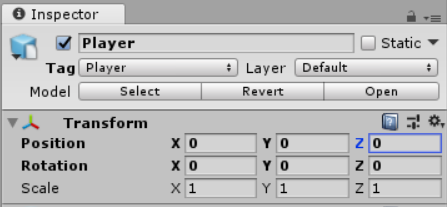 Inspector
Player
Static
Tag Player Layer Default
Model Select Revert Open
Transform
Position X 0 Y 0 Z 0
Rotation X 0 Y 0 Z 0
Scale X 1 Y 1 Z 1